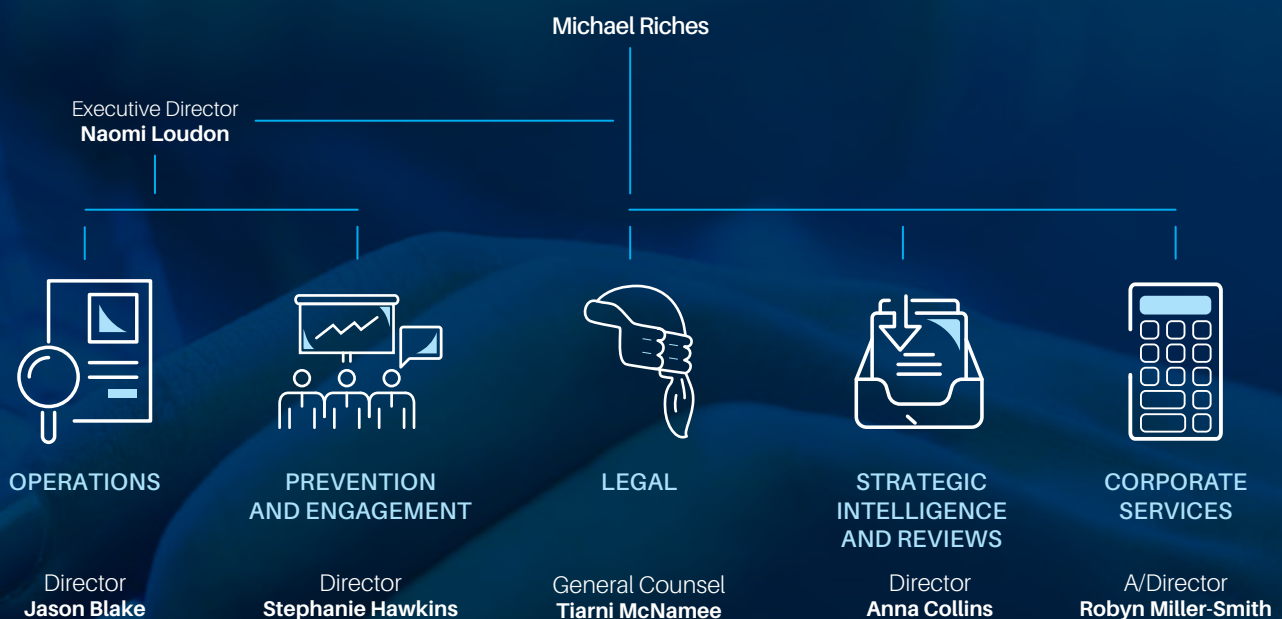 Michael Riches
Executive Director
Naomi Loudon
OPERATIONS
PREVENTION
AND ENGAGEMENT
LEGAL
STRATEGIC
INTELLIGENCE
AND REVIEWS
CORPORATE
SERVICES
Director
Jason Blake
Director
Stephanie Hawkins
General Counsel
Tiarni McNamee
Director
Anna Collins
A/Director
Robyn Miller-Smith